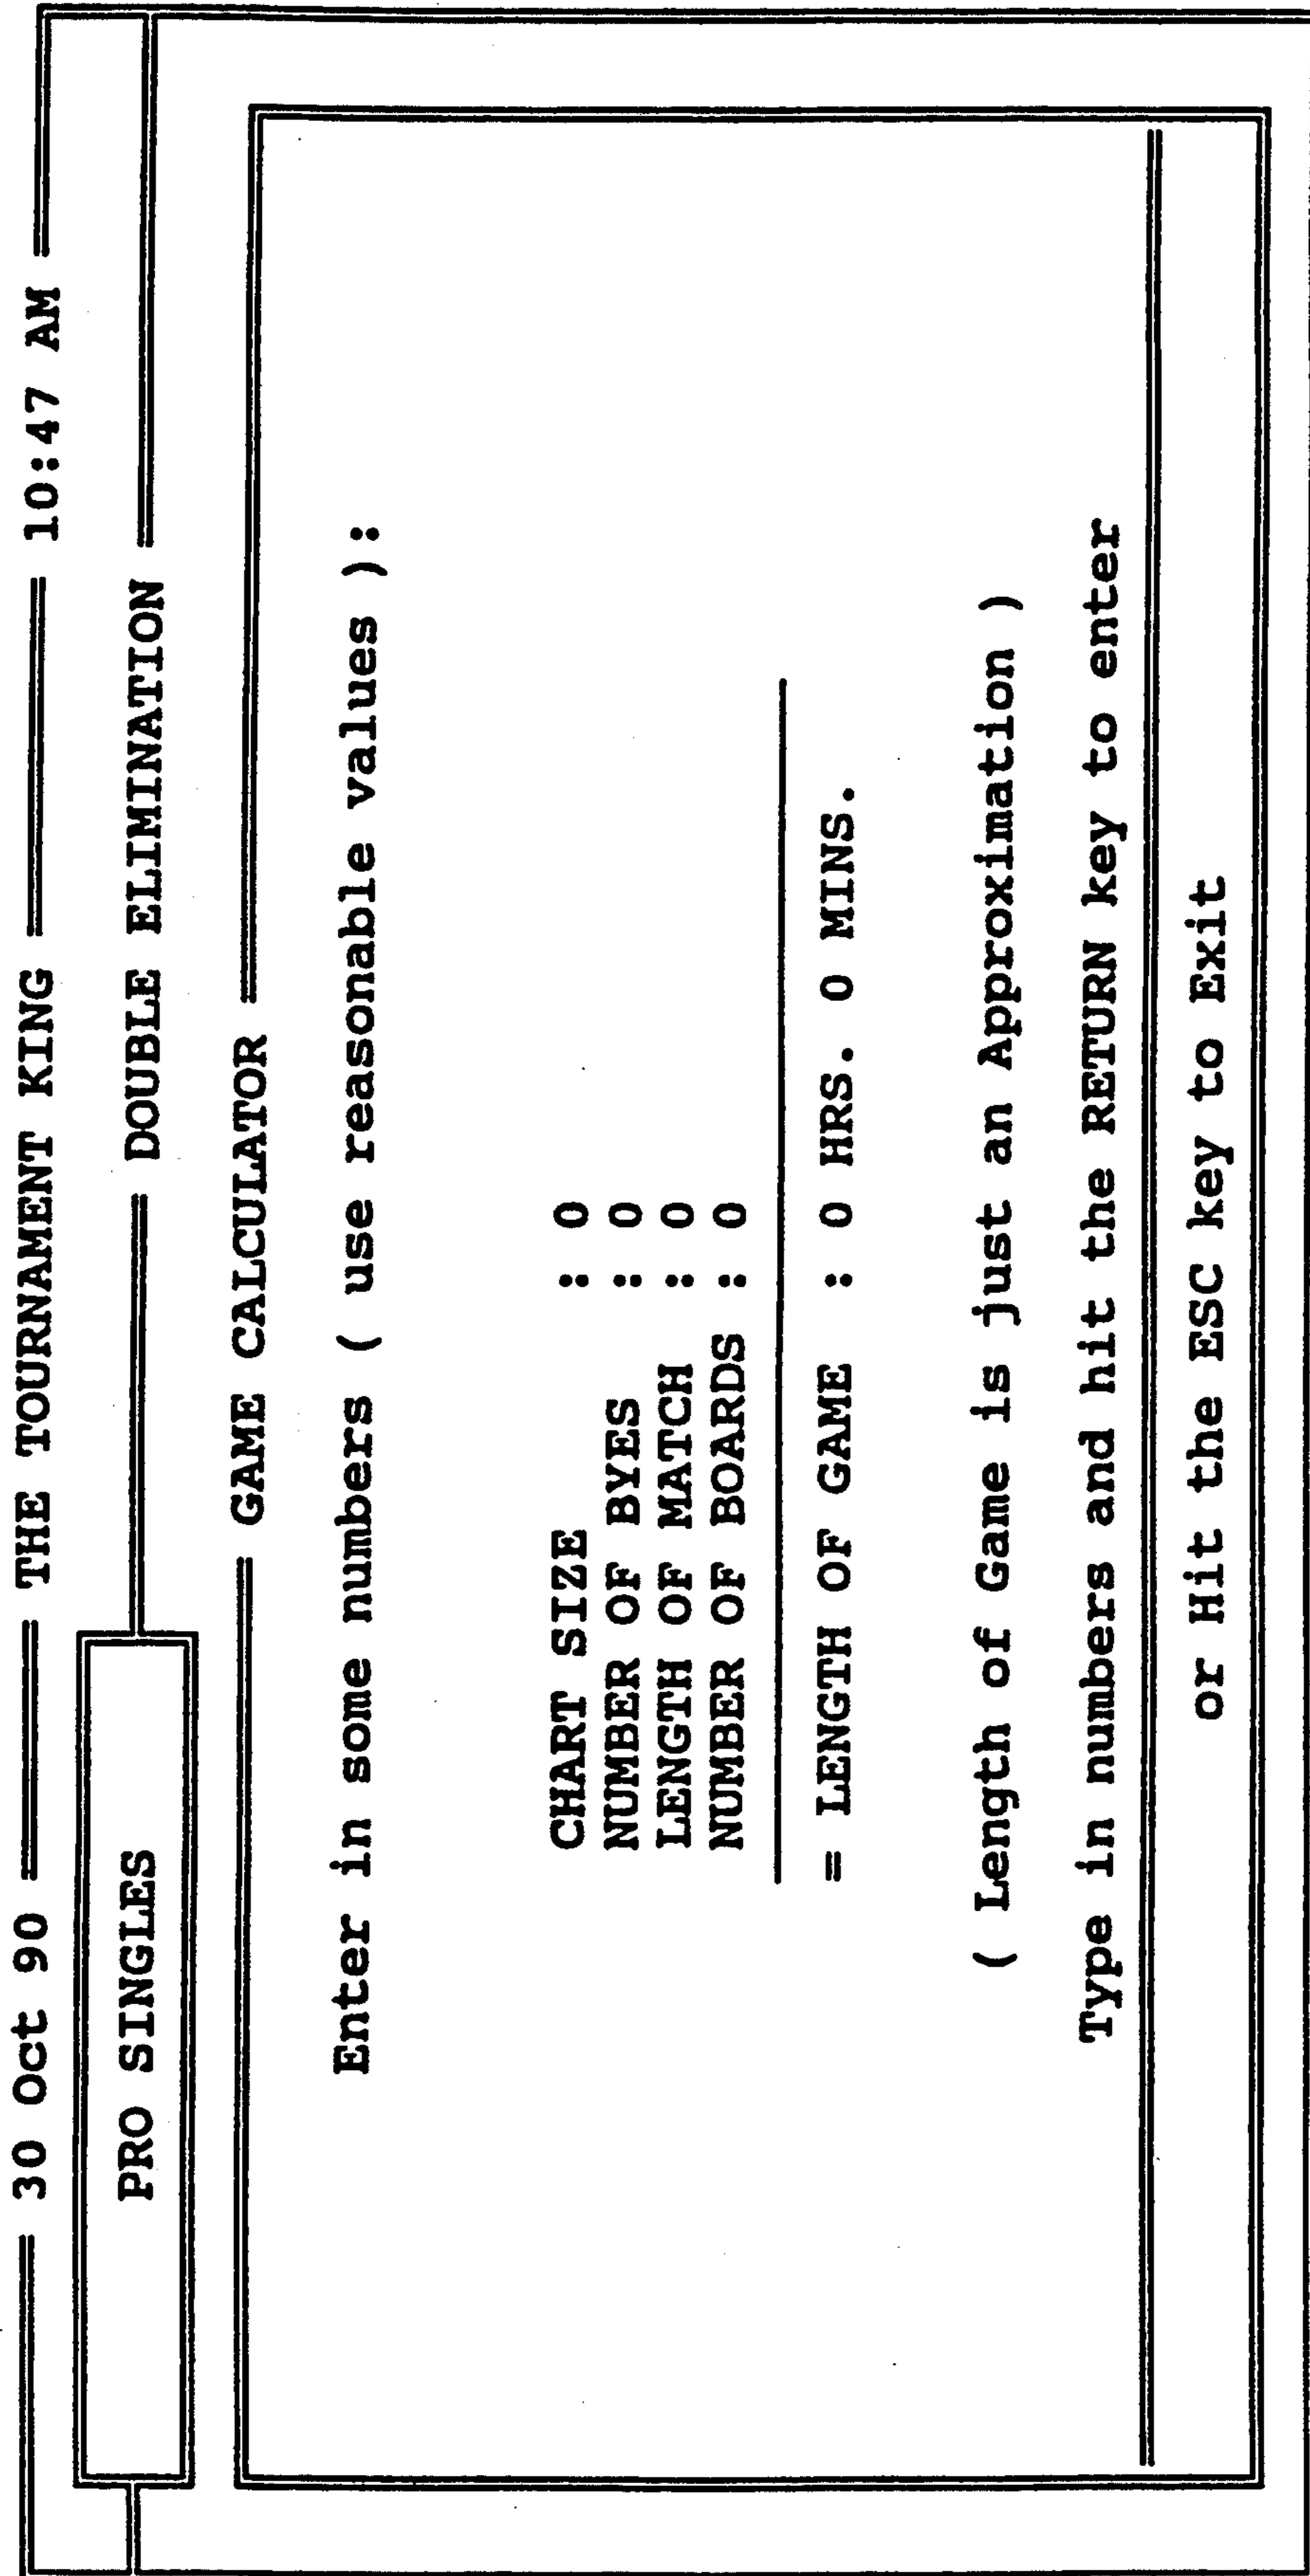 30 Oct 90 THE TOURNAMENT KING 10:47 AM
PRO SINGLES DOUBLE ELIMINATION
GAME CALCULATOR
Enter in some numbers ( use reasonable values ):
CHART SIZE : 0
NUMBER OF BYES : 0
LENGTH OF MATCH : 0
NUMBER OF BOARDS : 0
= LENGTH OF GAME : 0 HRS. 0 MINS.
( Length of Game is just an Approximation )
Type in numbers and hit the RETURN key to enter
or Hit the ESC key to Exit